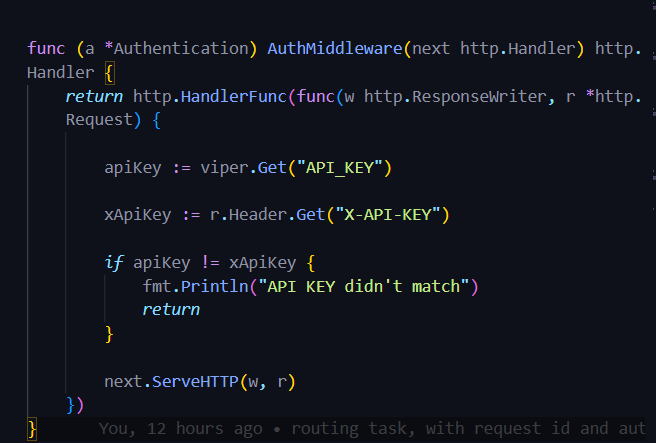 func (a *Authentication) AuthMiddleware(next http.Handler) http.
Handler {
return http.HandlerFunc(func(w http.ResponseWriter, r *http.
Request) {
apiKey := viper.Get("API_KEY")
xApiKey := r.Header.Get("X-API-KEY")
if apiKey != xApiKey {
fmt.Println("API KEY didn't match")
return
}
next.ServeHTTP(w, r)
})
} You, 12 hours ago • routing task, with request id and aut